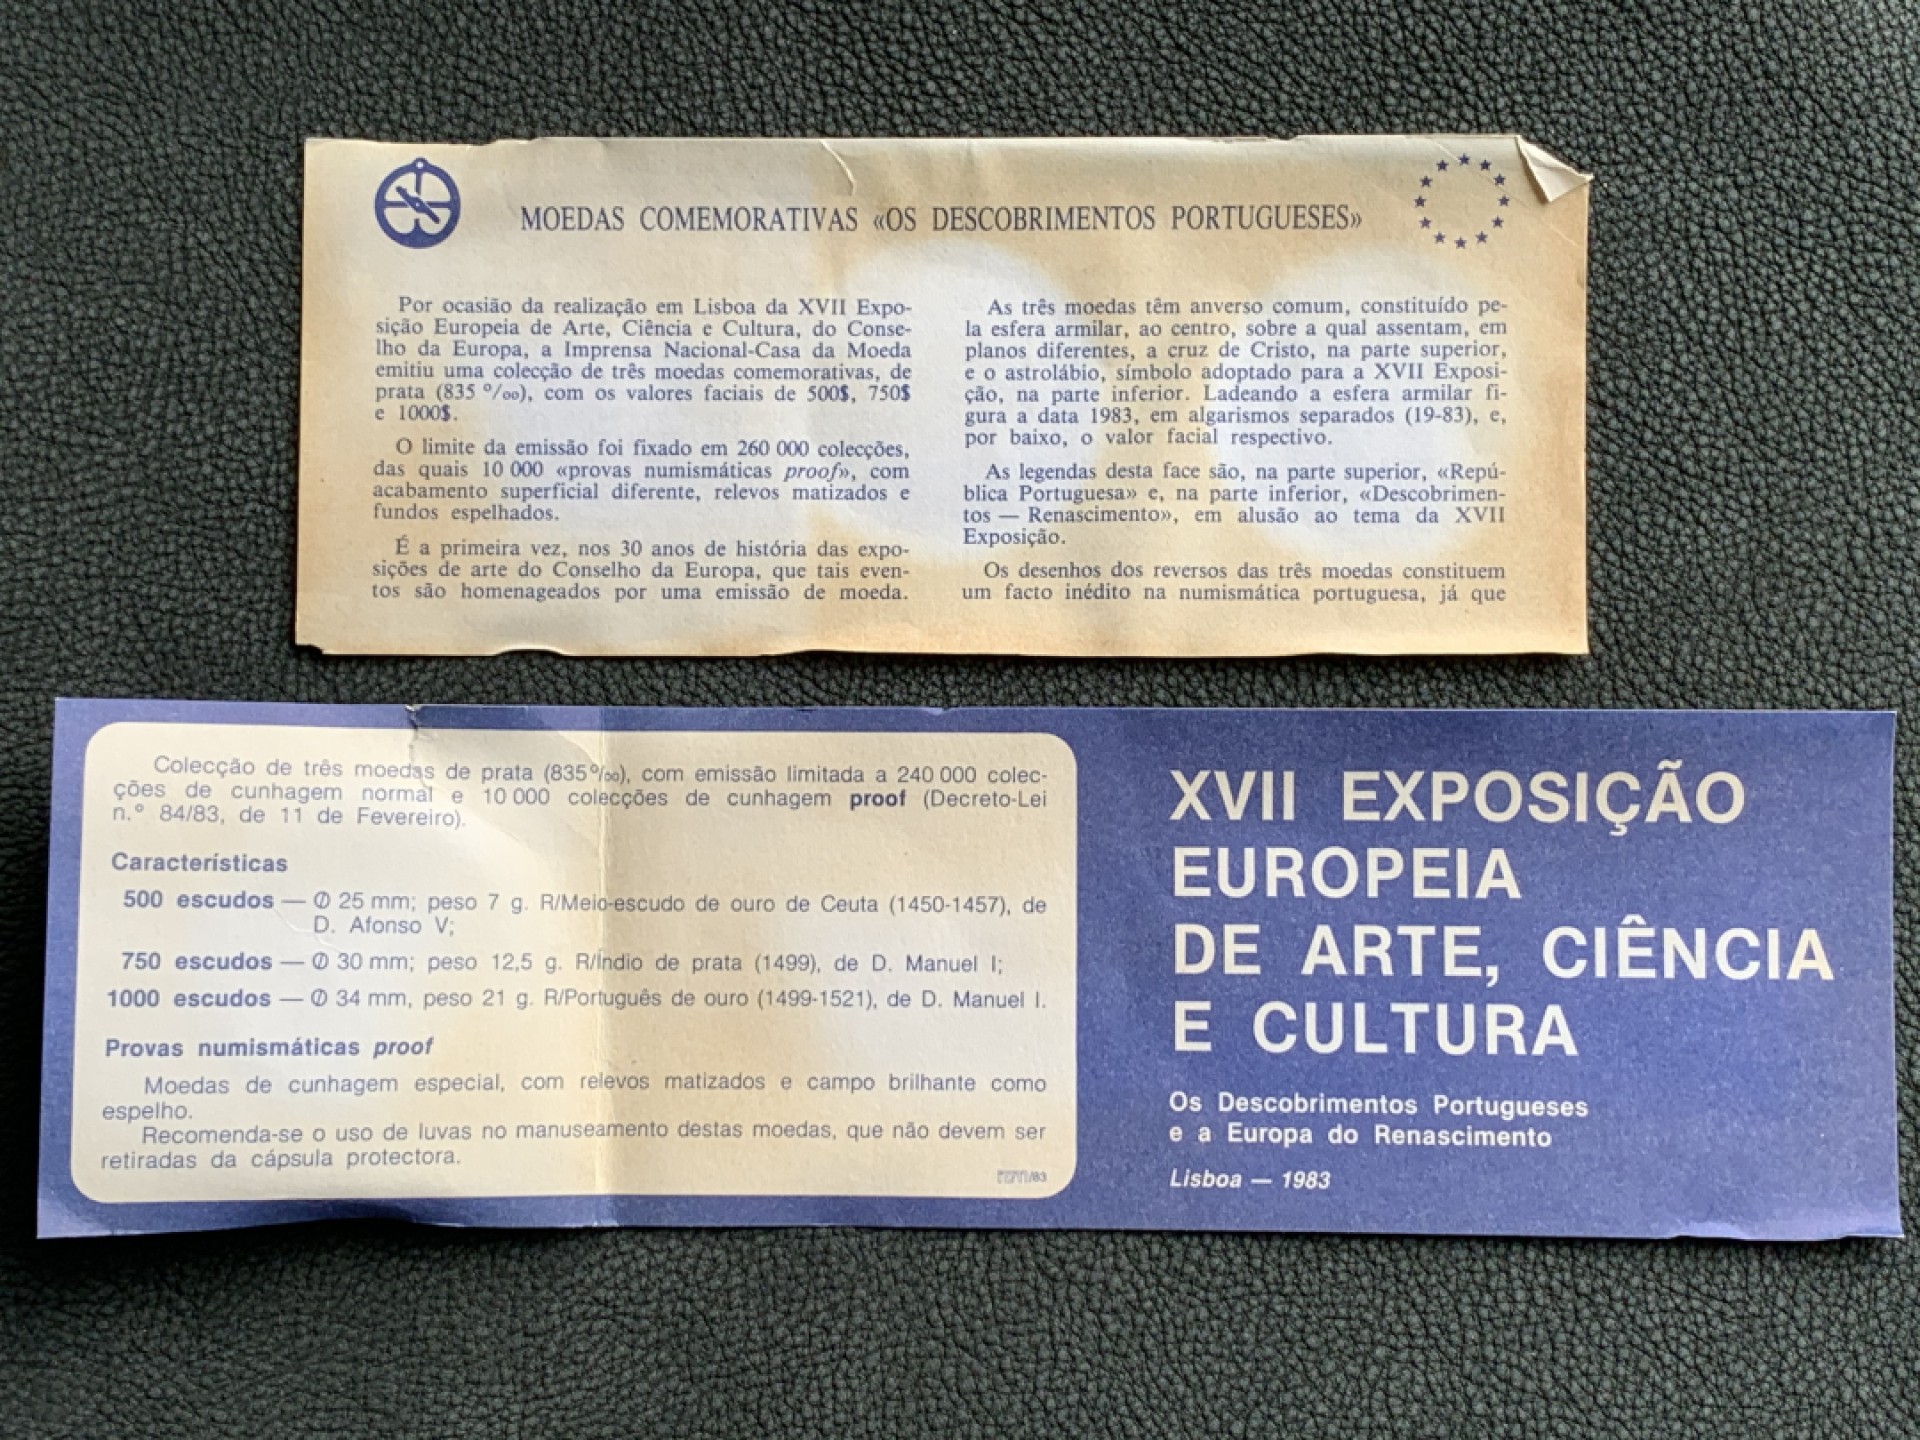 MOEDAS COMEMORATIVAS «OS DESCOBRIMENTOS PORTUGUESES»
Por ocasião da realização em Lisboa da XVII Expo-
sição Europeia de Arte, Ciência e Cultura, do Conse-
lho da Europa, a Imprensa Nacional-Casa da Moeda
emitiu uma colecção de três moedas comemorativas, de
prata (835 ‰), com os valores faciais de 500$, 750$
e 1000$.
O limite da emissão foi fixado em 260 000 colecções,
das quais 10 000 «provas numismáticas proof», com
acabamento superficial diferente, relevos matizados e
fundos espelhados.
É a primeira vez, nos 30 anos de história das expo-
sições de arte do Conselho da Europa, que tais even-
tos são homenageados por uma emissão de moeda.
As três moedas têm anverso comum, constituído pe-
la esfera armilar, ao centro, sobre a qual assentam, em
planos diferentes, a cruz de Cristo, na parte superior,
e o astrolábio, símbolo adoptado para a XVII Exposi-
ção, na parte inferior. Ladeando a esfera armilar fi-
gura a data 1983, em algarismos separados (19-83), e,
por baixo, o valor facial respectivo.
As legendas desta face são, na parte superior, «Repú-
blica Portuguesa» e, na parte inferior, «Descobrimen-
tos — Renascimento», em alusão ao tema da XVII
Exposição.
Os desenhos dos reversos das três moedas constituem
um facto inédito na numismática portuguesa, já que
Colecção de três moedas de prata (835‰), com emissão limitada a 240 000 colec-
ções de cunhagem normal e 10 000 colecções de cunhagem proof (Decreto-Lei
n.º 84/83, de 11 de Fevereiro).
Características
500 escudos — ∅ 25 mm; peso 7 g. R/Meio-escudo de ouro de Ceuta (1450-1457), de
D. Afonso V;
750 escudos — ∅ 30 mm; peso 12,5 g. R/Índio de prata (1499), de D. Manuel I;
1000 escudos — ∅ 34 mm, peso 21 g. R/Português de ouro (1499-1521), de D. Manuel I.
Provas numismáticas proof
Moedas de cunhagem especial, com relevos matizados e campo brilhante como
espelho.
Recomenda-se o uso de luvas no manuseamento destas moedas, que não devem ser
retiradas da cápsula protectora.
/83
XVII EXPOSIÇÃO
EUROPEIA
DE ARTE, CIÊNCIA
E CULTURA
Os Descobrimentos Portugueses
e a Europa do Renascimento
Lisboa — 1983